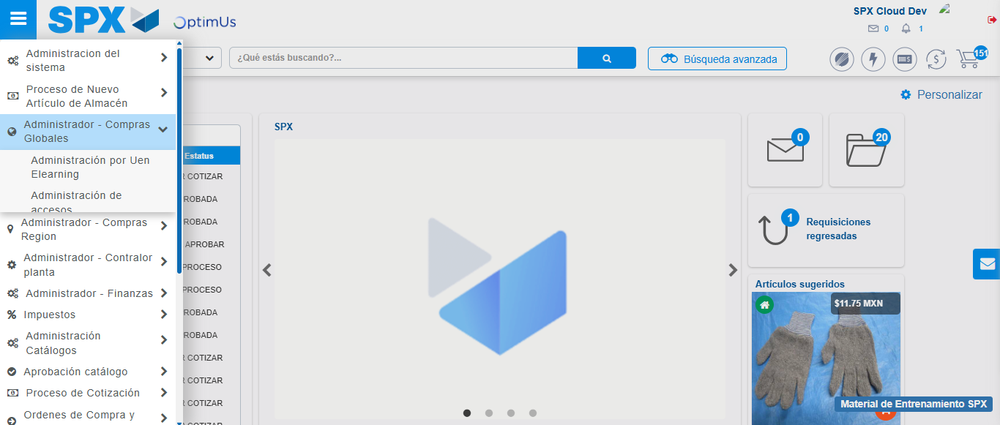 SPX
OptimUs
SPX Cloud Dev
0
1
¿Qué estás buscando?...
Búsqueda avanzada
$
151
Personalizar
Administracion del
sistema
Proceso de Nuevo
Artículo de Almacén
Administrador - Compras
Globales
Administración por Uen
Elearning
Administración de
accesos
Administrador - Compras
Region
Administrador - Contralor
planta
Administrador - Finanzas
Impuestos
Administración
Catálogos
Aprobación catálogo
Proceso de Cotización
Ordenes de Compra y
Estatus
COTIZAR
ROBADA
ROBADA
APROBAR
PROCESO
PROCESO
ROBADA
ROBADA
COTIZAR
COTIZAR
COTIZAR
COTIZAR
SPX
0
20
1
Requisiciones
regresadas
Artículos sugeridos
$11.75 MXN
Material de Entrenamiento SPX